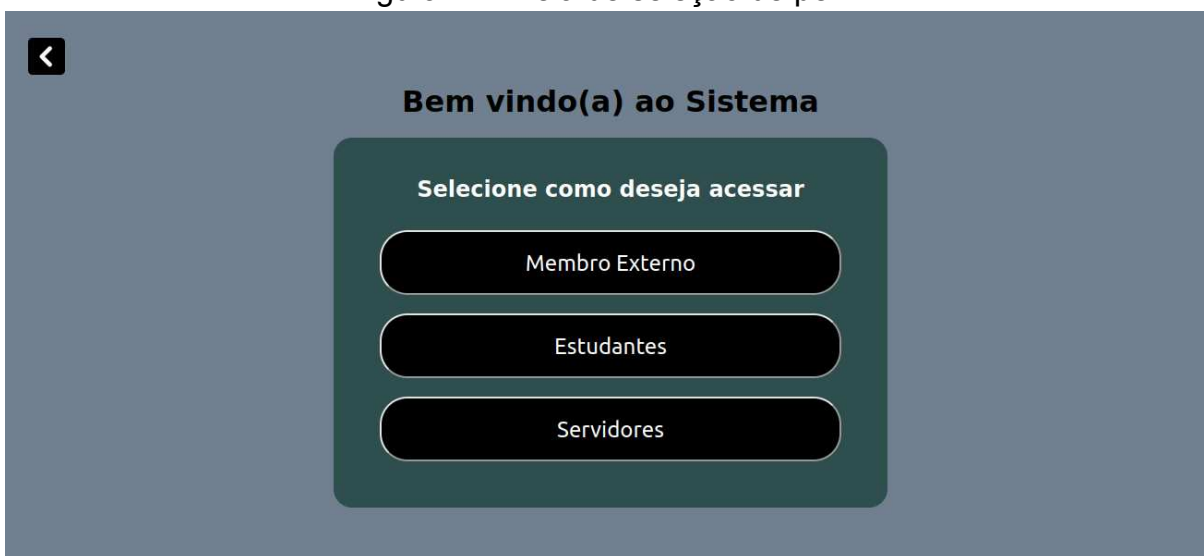 Bem vindo(a) ao Sistema
Selecione como deseja acessar
Membro Externo
Estudantes
Servidores